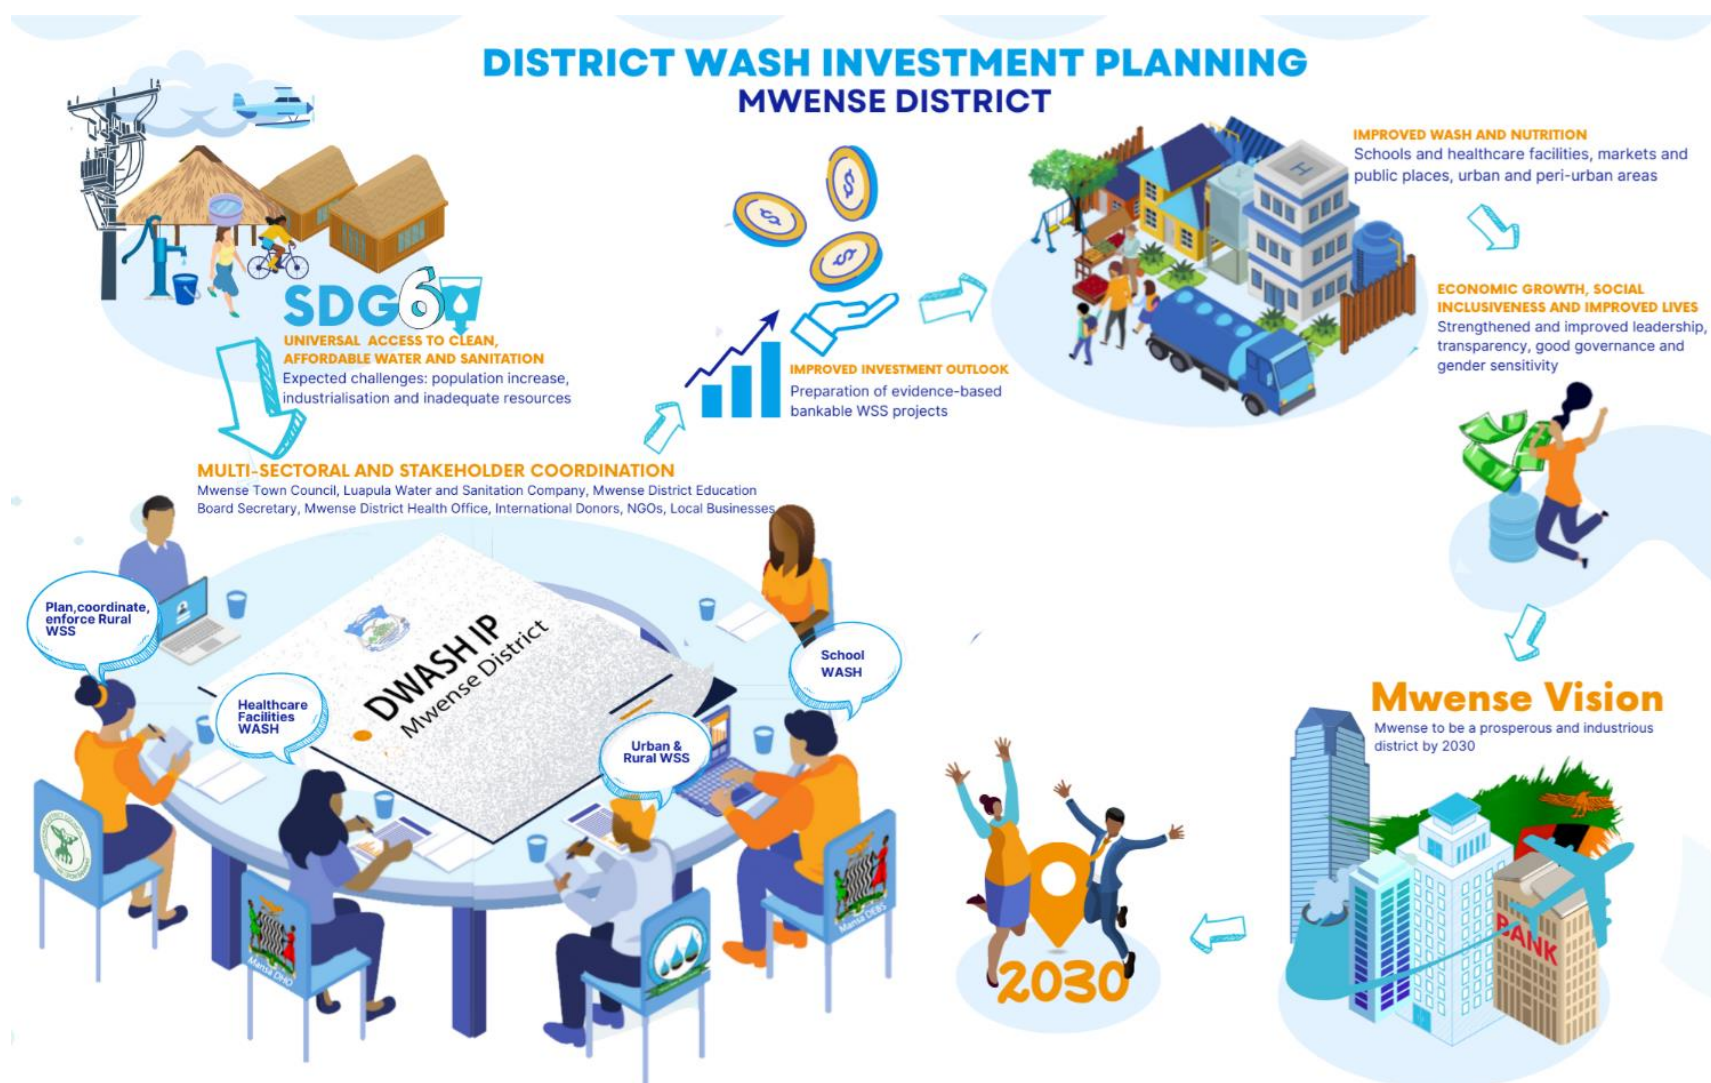 DISTRICT WASH INVESTMENT PLANNING
MWENSE DISTRICT
SDG6
UNIVERSAL ACCESS TO CLEAN,
AFFORDABLE WATER AND SANITATION
Expected challenges: population increase,
industrialisation and inadequate resources
MULTI-SECTORAL AND STAKEHOLDER COORDINATION
Mwense Town Council, Luapula Water and Sanitation Company, Mwense District Education
Board Secretary, Mwense District Health Office, International Donors, NGOs, Local Businesses
IMPROVED INVESTMENT OUTLOOK
Preparation of evidence-based
bankable WSS projects
H
IMPROVED WASH AND NUTRITION
Schools and healthcare facilities, markets and
public places, urban and peri-urban areas
ECONOMIC GROWTH, SOCIAL
INCLUSIVENESS AND IMPROVED LIVES
Strengthened and improved leadership,
transparency, good governance and
gender sensitivity
Plan,coordinate,
enforce Rural
WSS
Healthcare
Facilities
WASH
DWASH IP
Mwense District
Urban &
Rural WSS
School
WASH
Mansa DHO
Mansa DEBS
Mwense Vision
Mwense to be a prosperous and industrious
district by 2030
BANK
2030